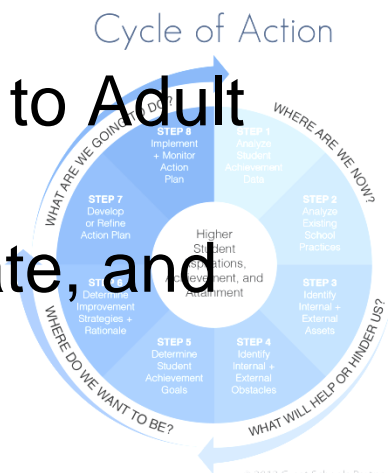 Cycle of Action
to Adult
ate, and
WHAT ARE WE GOING TO DO?
WHERE ARE WE NOW?
WHAT WILL HELP OR HINDER US?
WHERE DO WE WANT TO BE?
STEP 1
Analyze
Student
Achievement
Data
STEP 2
Analyze
Existing
School
Practices
STEP 3
Identify
Internal +
External
Assets
STEP 4
Identify
Internal +
External
Obstacles
STEP 5
Determine
Student
Achievement
Goals
STEP 6
Determine
Improvement
Strategies +
Rationale
STEP 7
Develop
or Refine
Action Plan
STEP 8
Implement
+ Monitor
Action
Plan
Higher
Student
Aspirations,
Achievement, and
Attainment